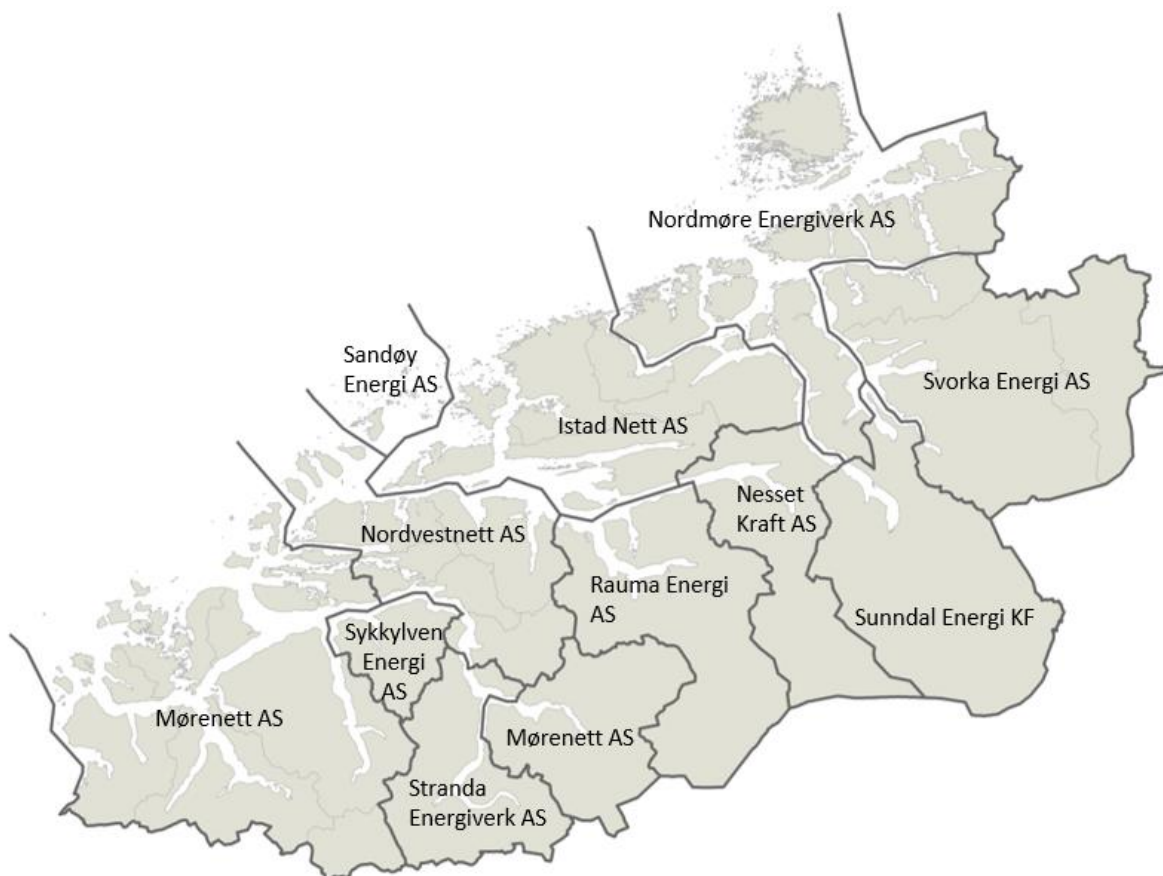 Nordmøre Energiverk AS
Sandøy
Energi AS
Svorka Energi AS
Istad Nett AS
Nesset
Kraft AS
Nordvestnett AS
Rauma Energi
AS
Sunndal Energi KF
Sykkylven
Energi
AS
Mørenett AS
Mørenett AS
Stranda
Energiverk AS